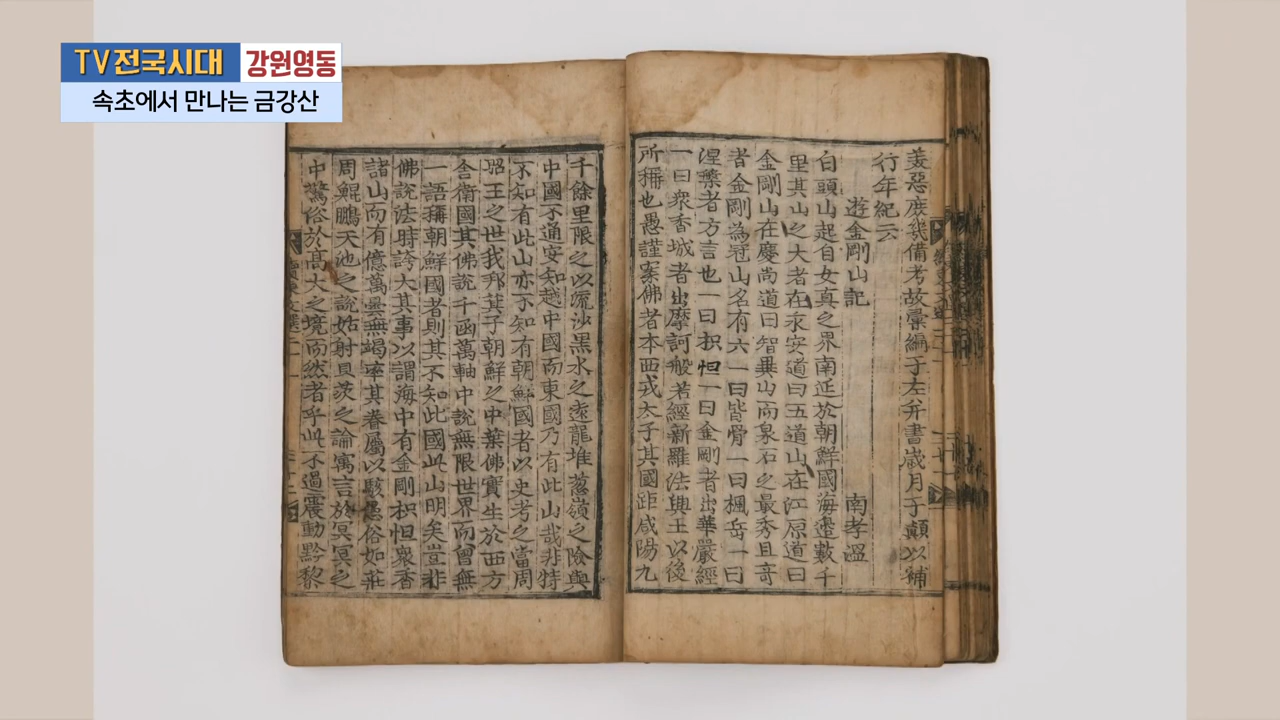 TV전국시대 강원영동
속초에서 만나는 금강산
美惡庶幾備考故彙編于左弁書歲月于顛以補
行年紀云
遊金剛山記 南孝溫
白頭山起自女真之界南延於朝鮮國海邊數千
里其山之大者在永安道曰五道山在江原道曰
金剛山在慶尚道曰智異山而泉石之最秀且奇
者金剛為冠山名有六一曰皆骨一曰楓岳一曰
涅槃者方言也一曰枳怛一曰金剛者出華嚴經
一曰衆香城者出摩訶般若經新羅法興王以後
所稱也愚謹案佛者本西戎太子其國距咸陽九
千餘里限之以流沙黑水之遠龍堆葱嶺之險與
中國不通安知越中國而東國乃有此山哉非特
不知有此山亦不知有朝鮮國者以史考之當周
昭王之世我邦箕子朝鮮之中葉佛實生於西方
舍衛國其佛說千函萬軸中說無限世界而曾無
一語稱朝鮮國者則其不知此國此山明矣豈非
佛說法時誇大其事以謂海中有金剛枳怛衆香
諸山而有億萬曇無竭率其眷屬以駭愚俗如莊
周鯤鵬天池之說姑射具茨之論寓言於冥冥之
中驚俗於高大之境而然者乎此不過震動黔黎